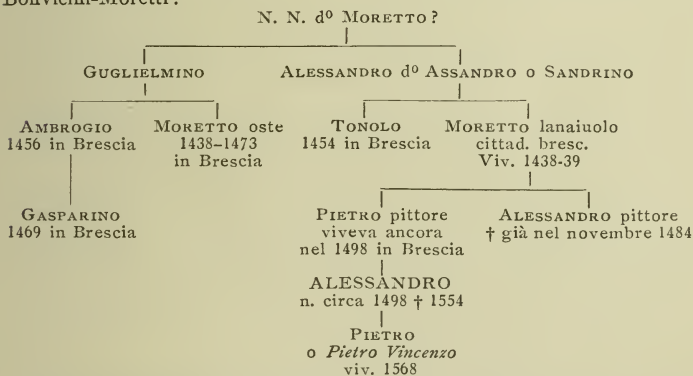 Bonvicini-Moretti:
N. N. dº Moretto?
Guglielmino
Alessandro dº Assandro o Sandrino
Ambrogio
1456 in Brescia
Moretto oste
1438-1473
in Brescia
Tonolo
1454 in Brescia
Moretto lanaiuolo
cittad. bresc.
Viv. 1438-39
Gasparino
1469 in Brescia
Pietro pittore
viveva ancora
nel 1498 in Brescia
Alessandro pittore
† già nel novembre 1484
ALESSANDRO
n. circa 1498 † 1554
Pietro
o Pietro Vincenzo
viv. 1568